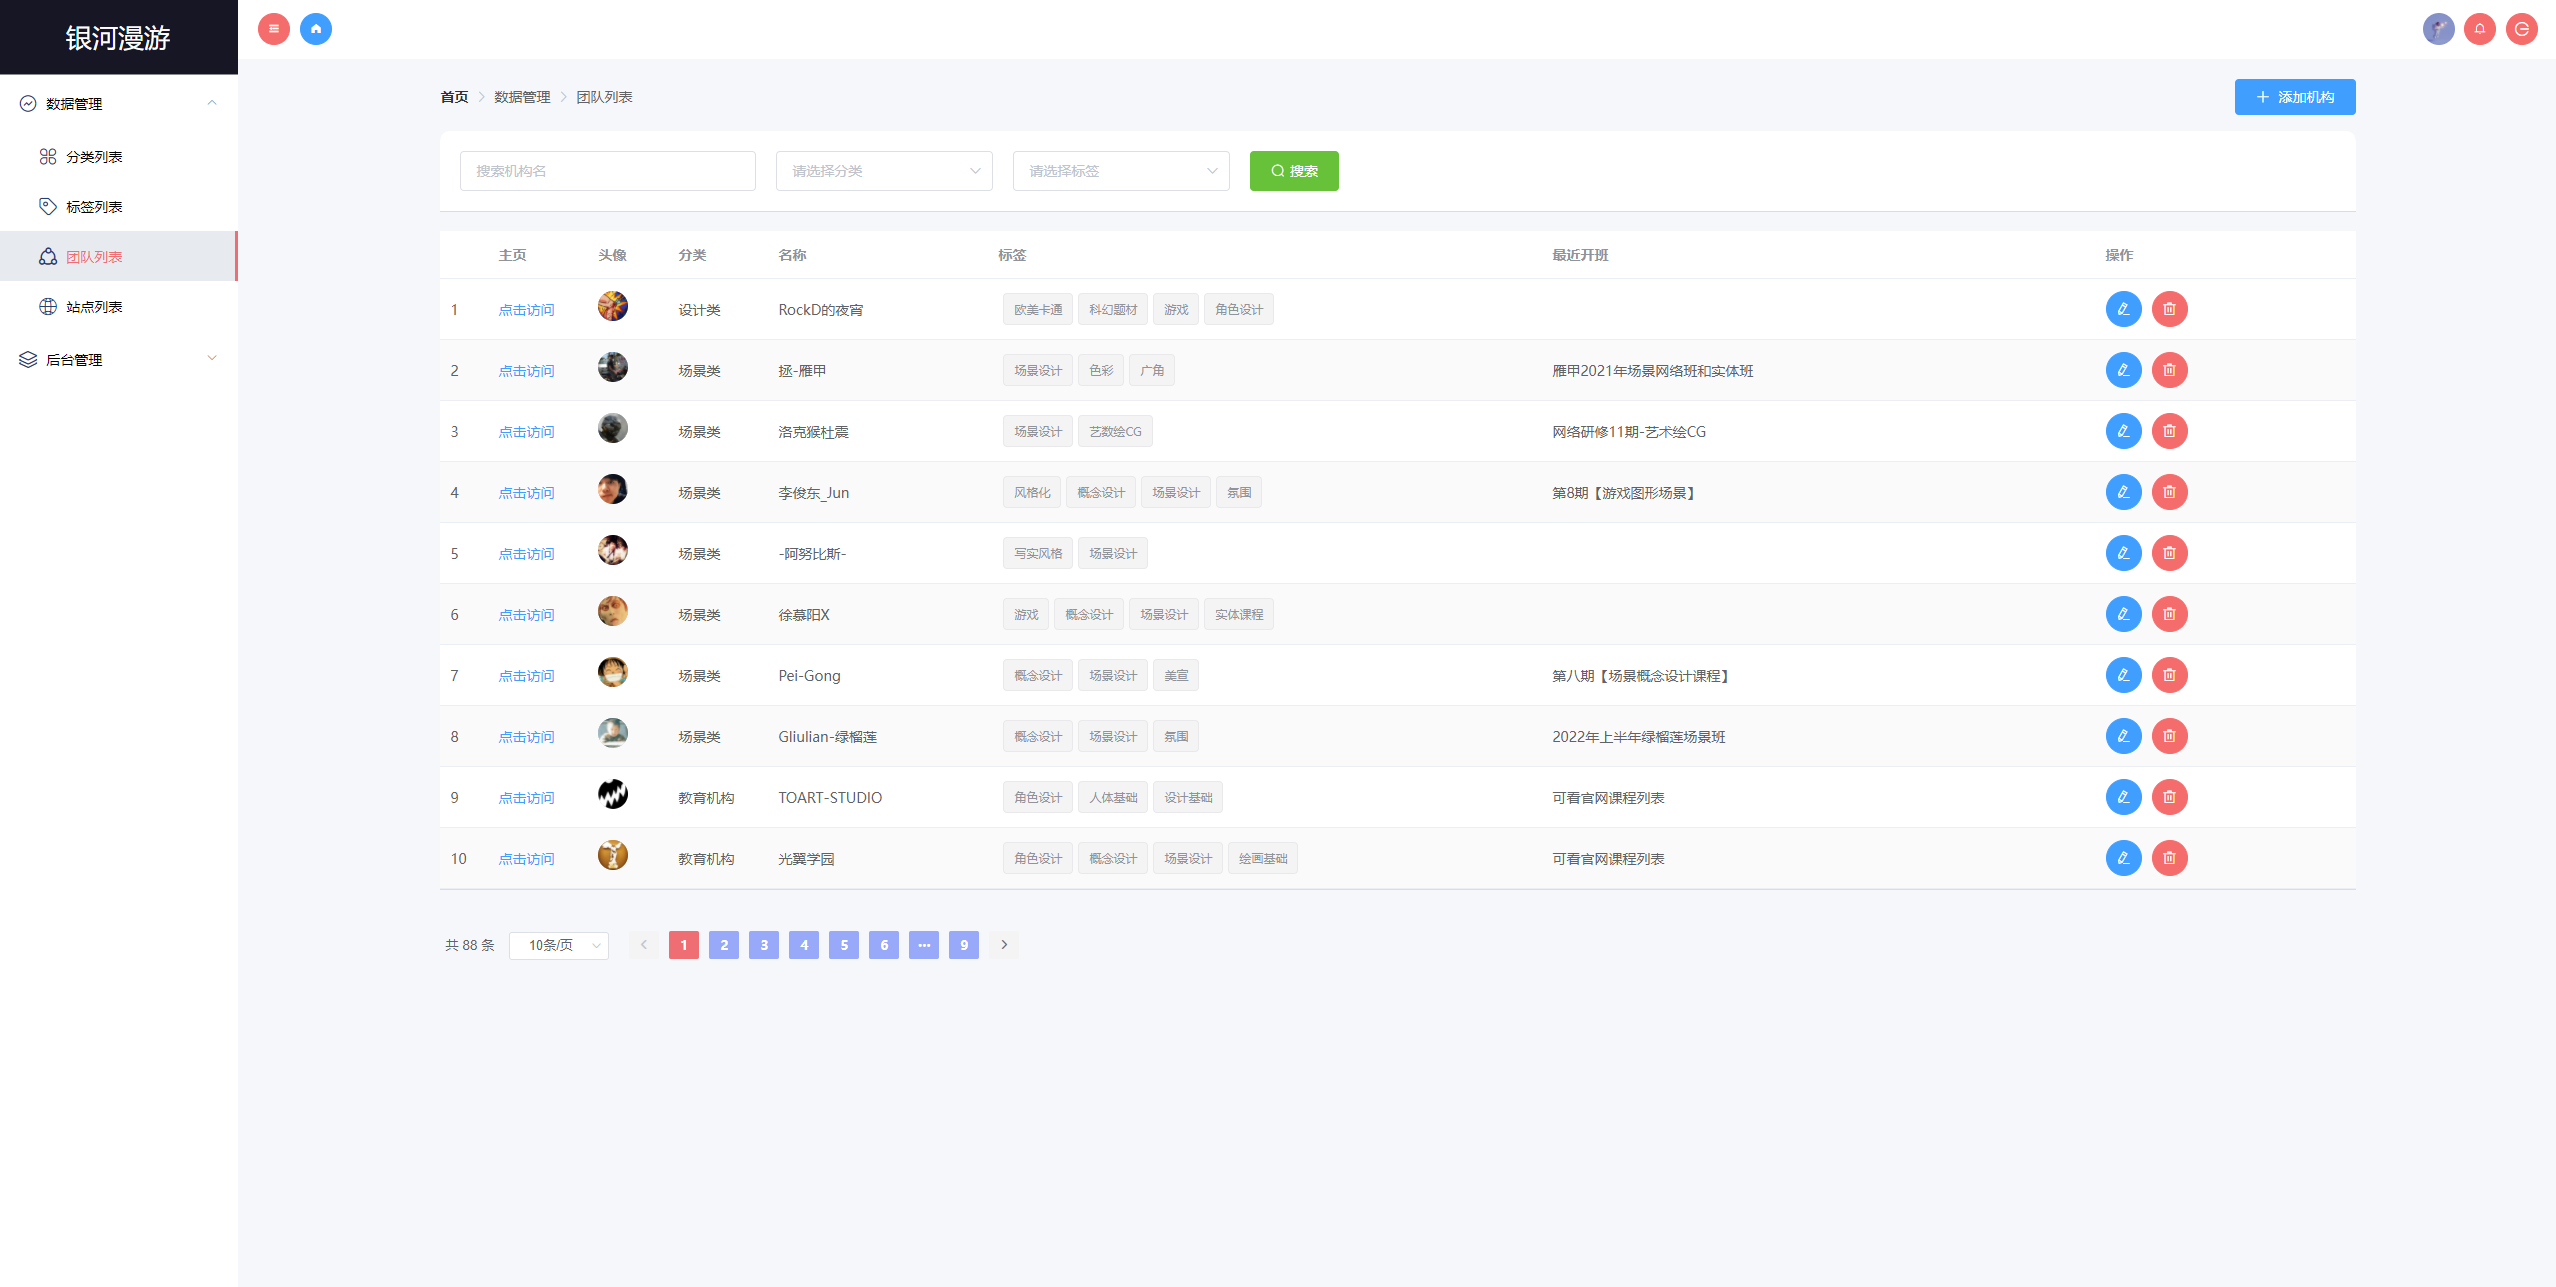 银河漫游
数据管理
分类列表
标签列表
团队列表
站点列表
后台管理
首页 数据管理 团队列表
添加机构
搜索机构名 请选择分类 请选择标签 搜索
主页 头像 分类 名称 标签 最近开班 操作
1 点击访问 设计类 RockD的夜宵 欧美卡通 科幻题材 游戏 角色设计
2 点击访问 场景类 拯-雁甲 场景设计 色彩 广角 雁甲2021年场景网络班和实体班
3 点击访问 场景类 洛克猴杜震 场景设计 艺数绘CG 网络研修11期-艺术绘CG
4 点击访问 场景类 李俊东_Jun 风格化 概念设计 场景设计 氛围 第8期【游戏图形场景】
5 点击访问 场景类 -阿努比斯- 写实风格 场景设计
6 点击访问 场景类 徐慕阳X 游戏 概念设计 场景设计 实体课程
7 点击访问 场景类 Pei-Gong 概念设计 场景设计 美宣 第八期【场景概念设计课程】
8 点击访问 场景类 Gliulian-绿榴莲 概念设计 场景设计 氛围 2022年上半年绿榴莲场景班
9 点击访问 教育机构 TOART-STUDIO 角色设计 人体基础 设计基础 可看官网课程列表
10 点击访问 教育机构 光翼学园 角色设计 概念设计 场景设计 绘画基础 可看官网课程列表
共 88 条 10条/页 1 2 3 4 5 6 ··· 9